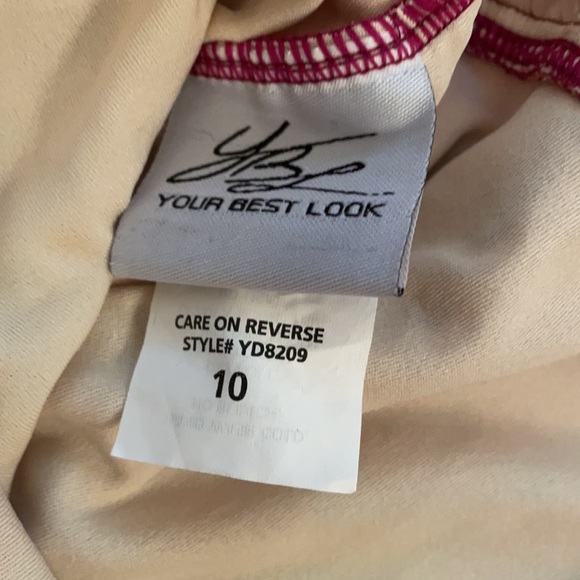 YBL
YOUR BEST LOOK
CARE ON REVERSE
STYLE# YD8209
10